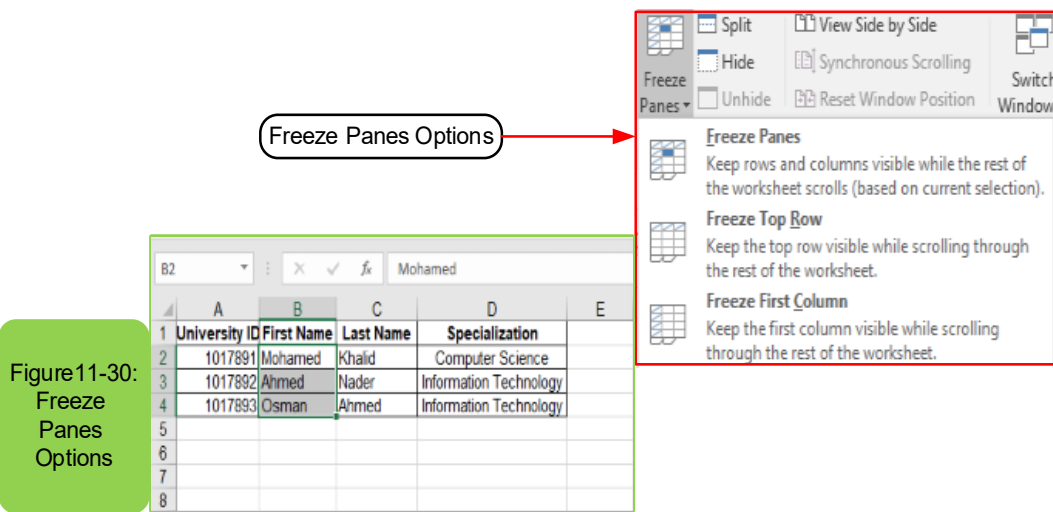 Split
View Side by Side
Hide
Synchronous Scrolling
Freeze
Panes
Unhide
Reset Window Position
Switch
Window
Freeze Panes Options
Freeze Panes
Keep rows and columns visible while the rest of
the worksheet scrolls (based on current selection).
Freeze Top Row
Keep the top row visible while scrolling through
the rest of the worksheet.
Freeze First Column
Keep the first column visible while scrolling
through the rest of the worksheet.
B2 fx Mohamed
A B C D E
1 University ID First Name Last Name Specialization
2 1017891 Mohamed Khalid Computer Science
3 1017892 Ahmed Nader Information Technology
4 1017893 Osman Ahmed Information Technology
5
6
7
8
Figure11-30:
Freeze
Panes
Options